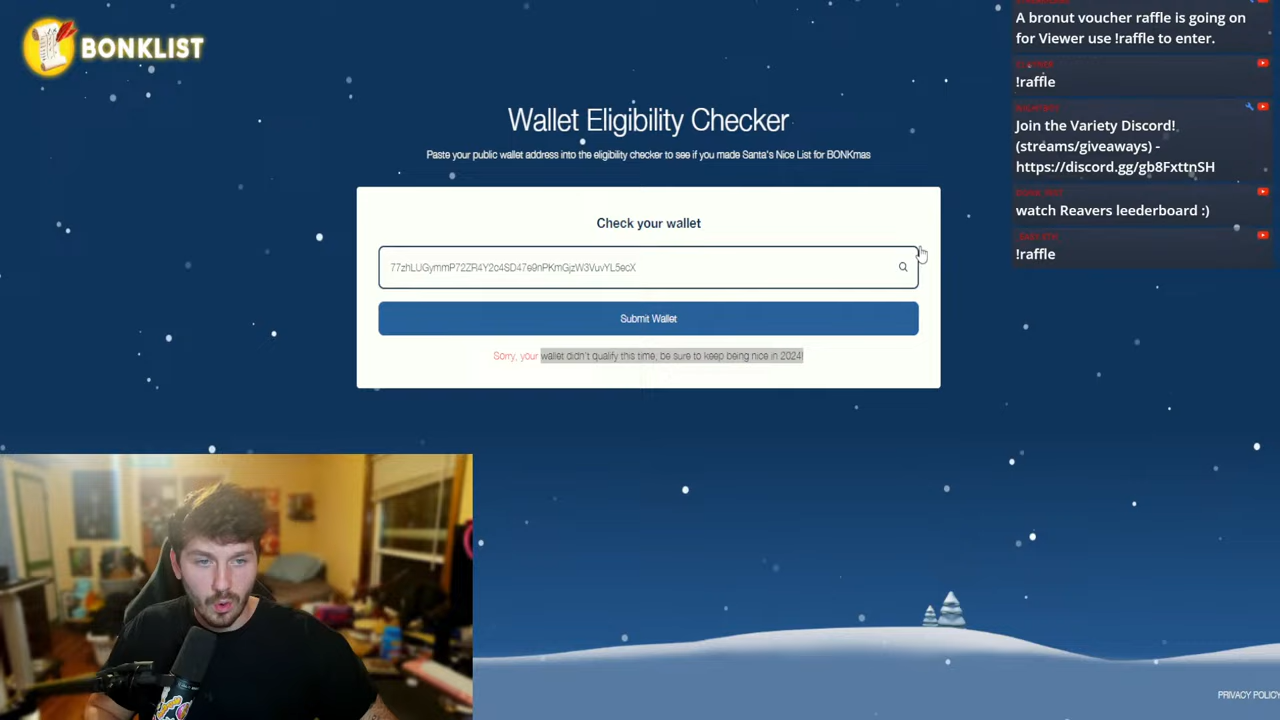 BONKLIST
Wallet Eligibility Checker
Paste your public wallet address into the eligibility checker to see if you made Santa's Nice List for BONKmas
Check your wallet
77zhLUGymmP72ZR4Y2c4SD47e9nPKmGjzW3VuvYL5ecX
Submit Wallet
Sorry, your wallet didn't qualify this time, be sure to keep being nice in 2024!
A bronut voucher raffle is going on
for Viewer use !raffle to enter.
!raffle
Join the Variety Discord!
(streams/giveaways) -
https://discord.gg/gb8FxttnSH
watch Reavers leederboard :)
!raffle
PRIVACY POLICY